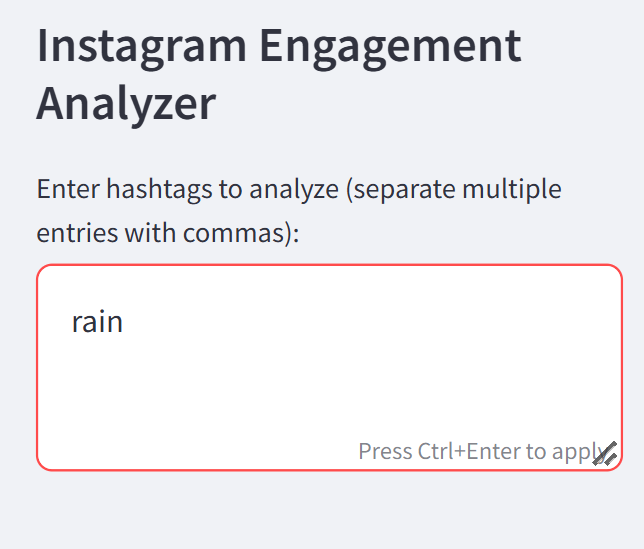 Instagram Engagement
Analyzer
Enter hashtags to analyze (separate multiple
entries with commas):
rain
Press Ctrl+Enter to apply